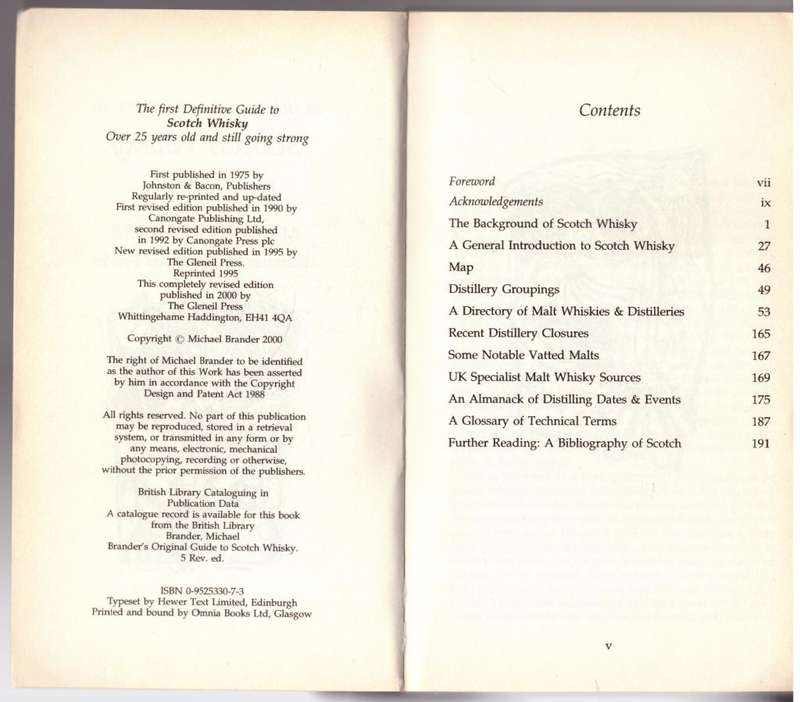 The first Definitive Guide to
Scotch Whisky
Over 25 years old and still going strong
First published in 1975 by
Johnston & Bacon, Publishers
Regularly re-printed and up-dated
First revised edition published in 1990 by
Canongate Publishing Ltd,
second revised edition published
in 1992 by Canongate Press plc
New revised edition published in 1995 by
The Gleneil Press.
Reprinted 1995
This completely revised edition
published in 2000 by
The Gleneil Press
Whittingehame Haddington, EH41 4QA
Copyright © Michael Brander 2000
The right of Michael Brander to be identified
as the author of this Work has been asserted
by him in accordance with the Copyright
Design and Patent Act 1988
All rights reserved. No part of this publication
may be reproduced, stored in a retrieval
system, or transmitted in any form or by
any means, electronic, mechanical
photocopying, recording or otherwise,
without the prior permission of the publishers.
British Library Cataloguing in
Publication Data
A catalogue record is available for this book
from the British Library
Brander, Michael
Brander's Original Guide to Scotch Whisky.
5 Rev. ed.
ISBN 0-9525330-7-3
Typeset by Hewer Text Limited, Edinburgh
Printed and bound by Omnia Books Ltd, Glasgow
Contents
Foreword vii
Acknowledgements ix
The Background of Scotch Whisky 1
A General Introduction to Scotch Whisky 27
Map 46
Distillery Groupings 49
A Directory of Malt Whiskies & Distilleries 53
Recent Distillery Closures 165
Some Notable Vatted Malts 167
UK Specialist Malt Whisky Sources 169
An Almanack of Distilling Dates & Events 175
A Glossary of Technical Terms 187
Further Reading: A Bibliography of Scotch 191
v